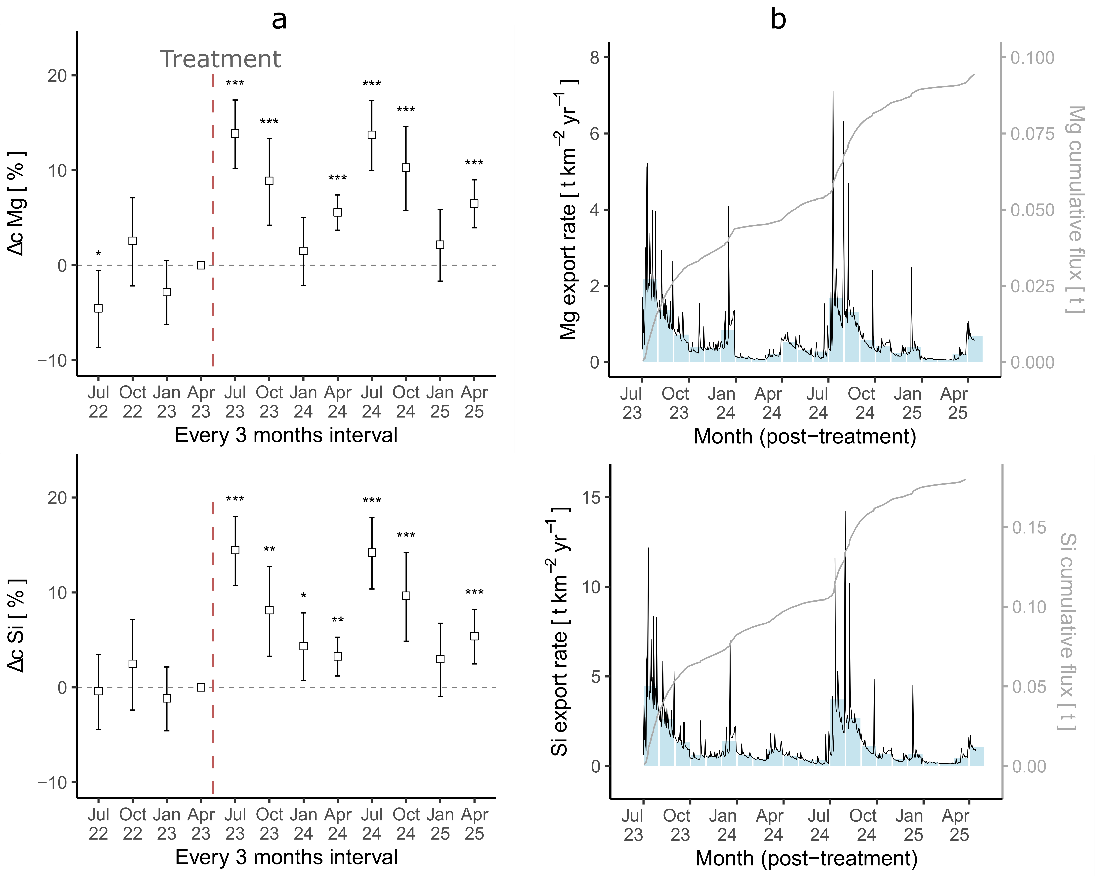 a
Treatment
Δc Mg [ % ]
20
10
0
−10
*
***
***
***
***
***
***
Jul Oct Jan Apr Jul Oct Jan Apr Jul Oct Jan Apr
22 22 23 23 23 23 24 24 24 24 25 25
Every 3 months interval
b
Mg export rate [ t km−2 yr−1 ]
8
6
4
2
0
0.100
0.075
0.050
0.025
0.000
Mg cumulative flux [ t ]
Jul Oct Jan Apr Jul Oct Jan Apr
23 23 24 24 24 24 25 25
Month (post−treatment)
Δc Si [ % ]
20
10
0
−10
***
**
*
**
***
***
***
Jul Oct Jan Apr Jul Oct Jan Apr Jul Oct Jan Apr
22 22 23 23 23 23 24 24 24 24 25 25
Every 3 months interval
Si export rate [ t km−2 yr−1 ]
15
10
5
0
0.15
0.10
0.05
0.00
Si cumulative flux [ t ]
Jul Oct Jan Apr Jul Oct Jan Apr
23 23 24 24 24 24 25 25
Month (post−treatment)